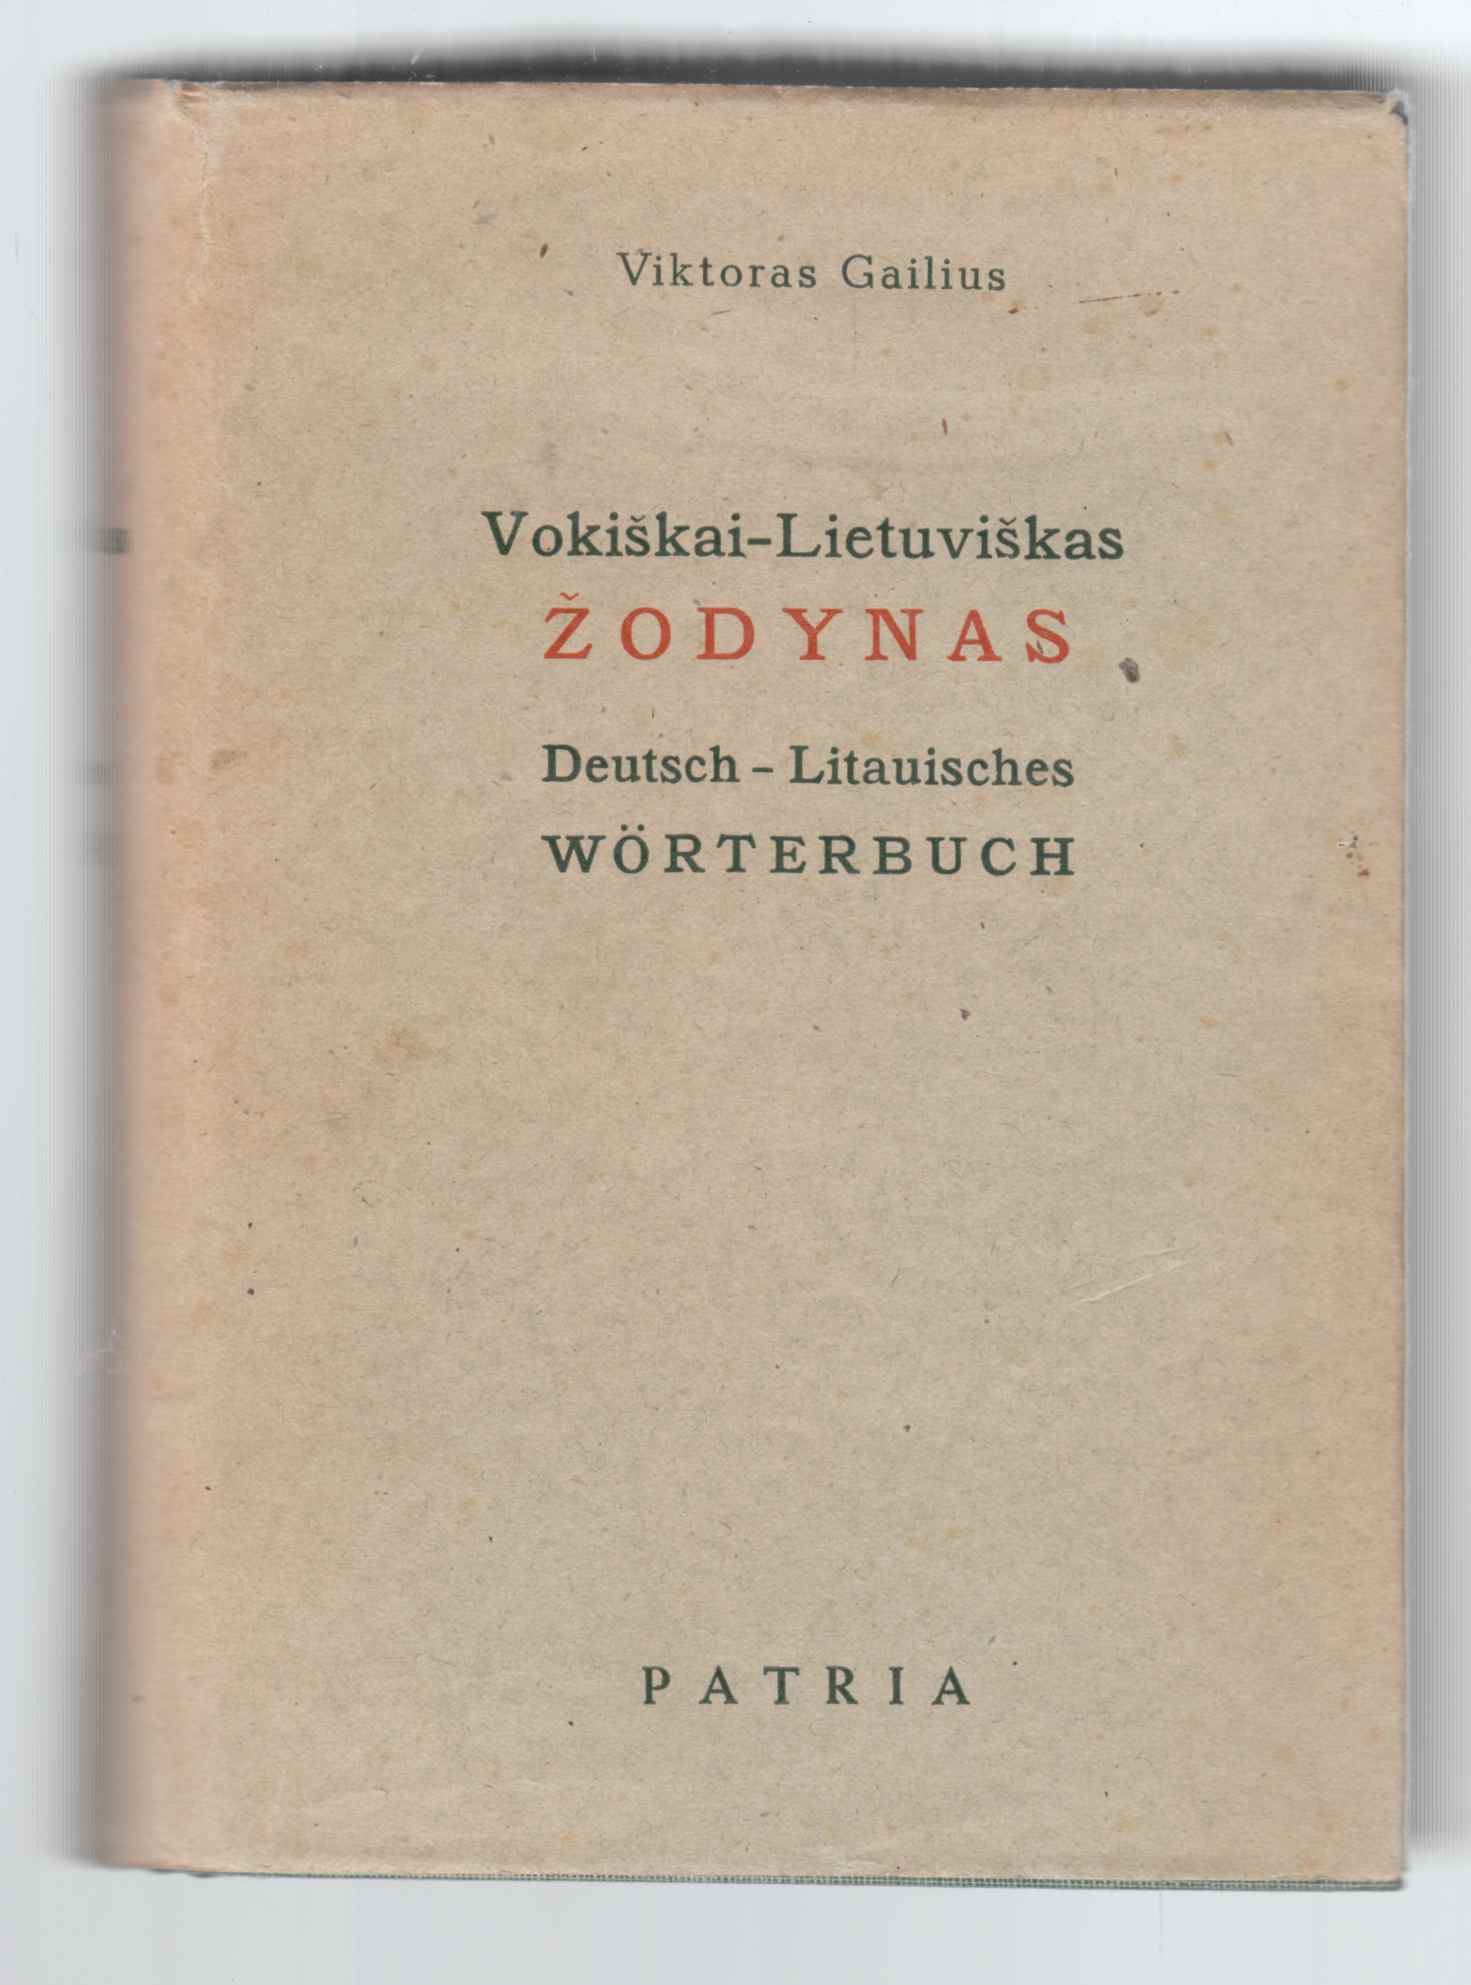 Viktoras Gailius
Vokiškai-Lietuviškas
ŽODYNAS
Deutsch - Litauisches
WÖRTERBUCH
PATRIA